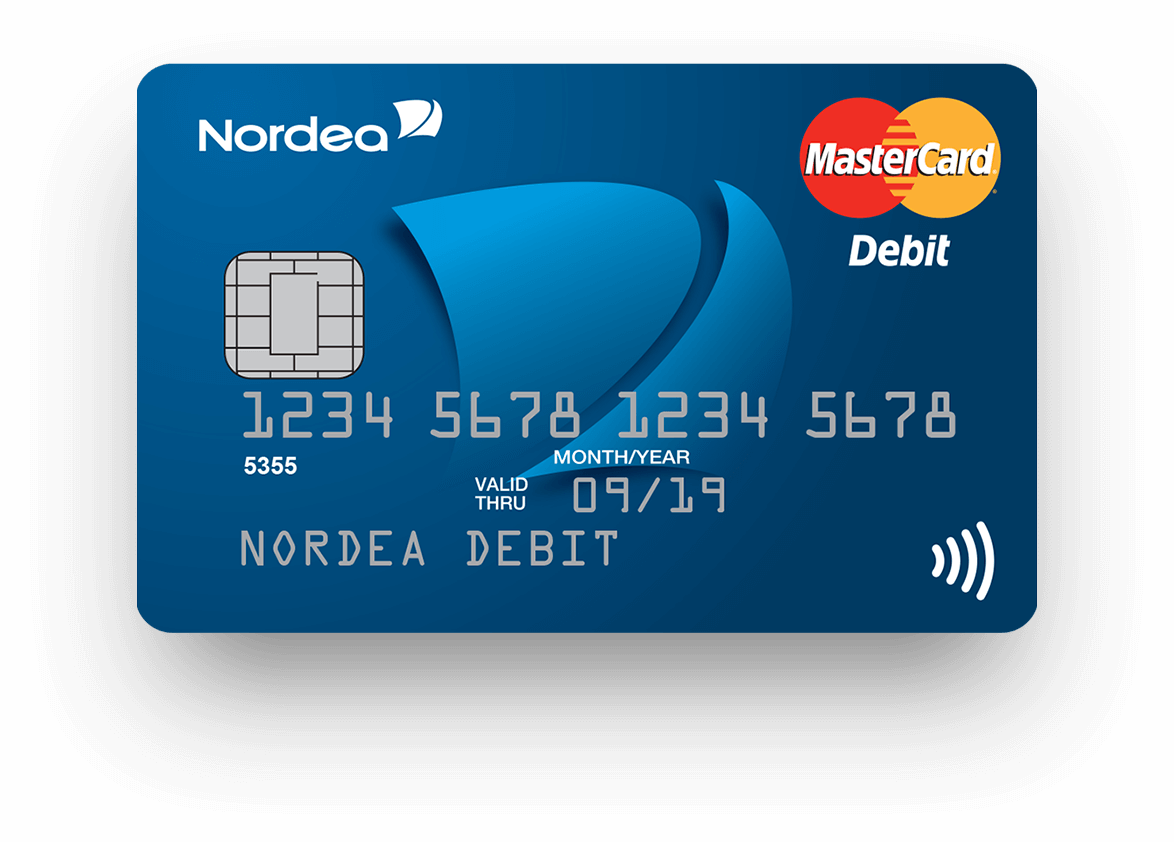 Nordea
MasterCard
Debit
1234 5678 1234 5678
5355
MONTH/YEAR
VALID
THRU
09/19
NORDEA DEBIT